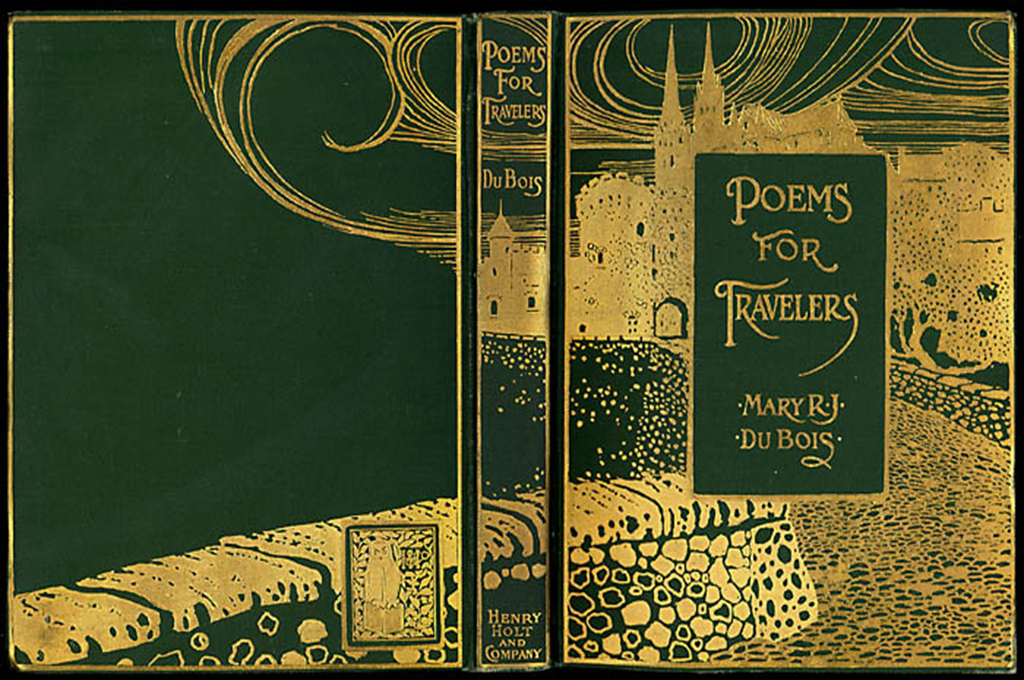 POEMS
FOR
TRAVELERS
DU BOIS
HENRY
HOLT
AND
COMPANY
POEMS
FOR
TRAVELERS
·MARY R·J·
·DU BOIS·